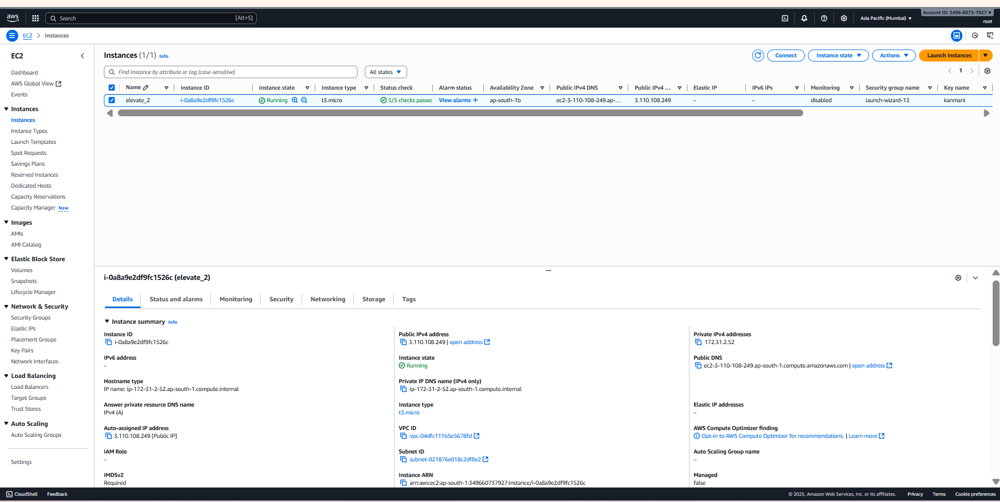 aws
Search [Alt+S]
Asia Pacific (Mumbai)
Account ID: 3496-6073-7927
root
EC2 Instances
EC2
Dashboard
AWS Global View
Events
Instances
Instances
Instance Types
Launch Templates
Spot Requests
Savings Plans
Reserved Instances
Dedicated Hosts
Capacity Reservations
Capacity Manager New
Images
AMIs
AMI Catalog
Elastic Block Store
Volumes
Snapshots
Lifecycle Manager
Network & Security
Security Groups
Elastic IPs
Placement Groups
Key Pairs
Network Interfaces
Load Balancing
Load Balancers
Target Groups
Trust Stores
Auto Scaling
Auto Scaling Groups
Settings
Instances (1/1) Info
Connect Instance state Actions Launch instances
Find Instance by attribute or tag (case-sensitive) All states 1
Name Instance ID Instance state Instance type Status check Alarm status Availability Zone Public IPv4 DNS Public IPv4 ... Elastic IP IPv6 IPs Monitoring Security group name Key name
elevate_2 i-0a8a9e2df9fc1526c Running t3.micro 3/3 checks passed View alarms + ap-south-1b ec2-3-110-108-249.ap-... 3.110.108.249 – – disabled launch-wizard-13 kanmani
i-0a8a9e2df9fc1526c (elevate_2)
Details Status and alarms Monitoring Security Networking Storage Tags
Instance summary Info
Instance ID
i-0a8a9e2df9fc1526c
IPv6 address
–
Hostname type
IP name: ip-172-31-2-52.ap-south-1.compute.internal
Answer private resource DNS name
IPv4 (A)
Auto-assigned IP address
3.110.108.249 [Public IP]
IAM Role
–
IMDSv2
Required
Public IPv4 address
3.110.108.249 | open address
Instance state
Running
Private IP DNS name (IPv4 only)
ip-172-31-2-52.ap-south-1.compute.internal
Instance type
t3.micro
VPC ID
vpc-04dfc111b5e5678fd
Subnet ID
subnet-021876e018c2df8e2
Instance ARN
arn:aws:ec2:ap-south-1:349660737927:instance/i-0a8a9e2df9fc1526c
Private IPv4 addresses
172.31.2.52
Public DNS
ec2-3-110-108-249.ap-south-1.compute.amazonaws.com | open address
Elastic IP addresses
–
AWS Compute Optimizer finding
Opt-in to AWS Compute Optimizer for recommendations. | Learn more
Auto Scaling Group name
–
Managed
false
CloudShell Feedback
© 2025, Amazon Web Services, Inc. or its affiliates. Privacy Terms Cookie preferences